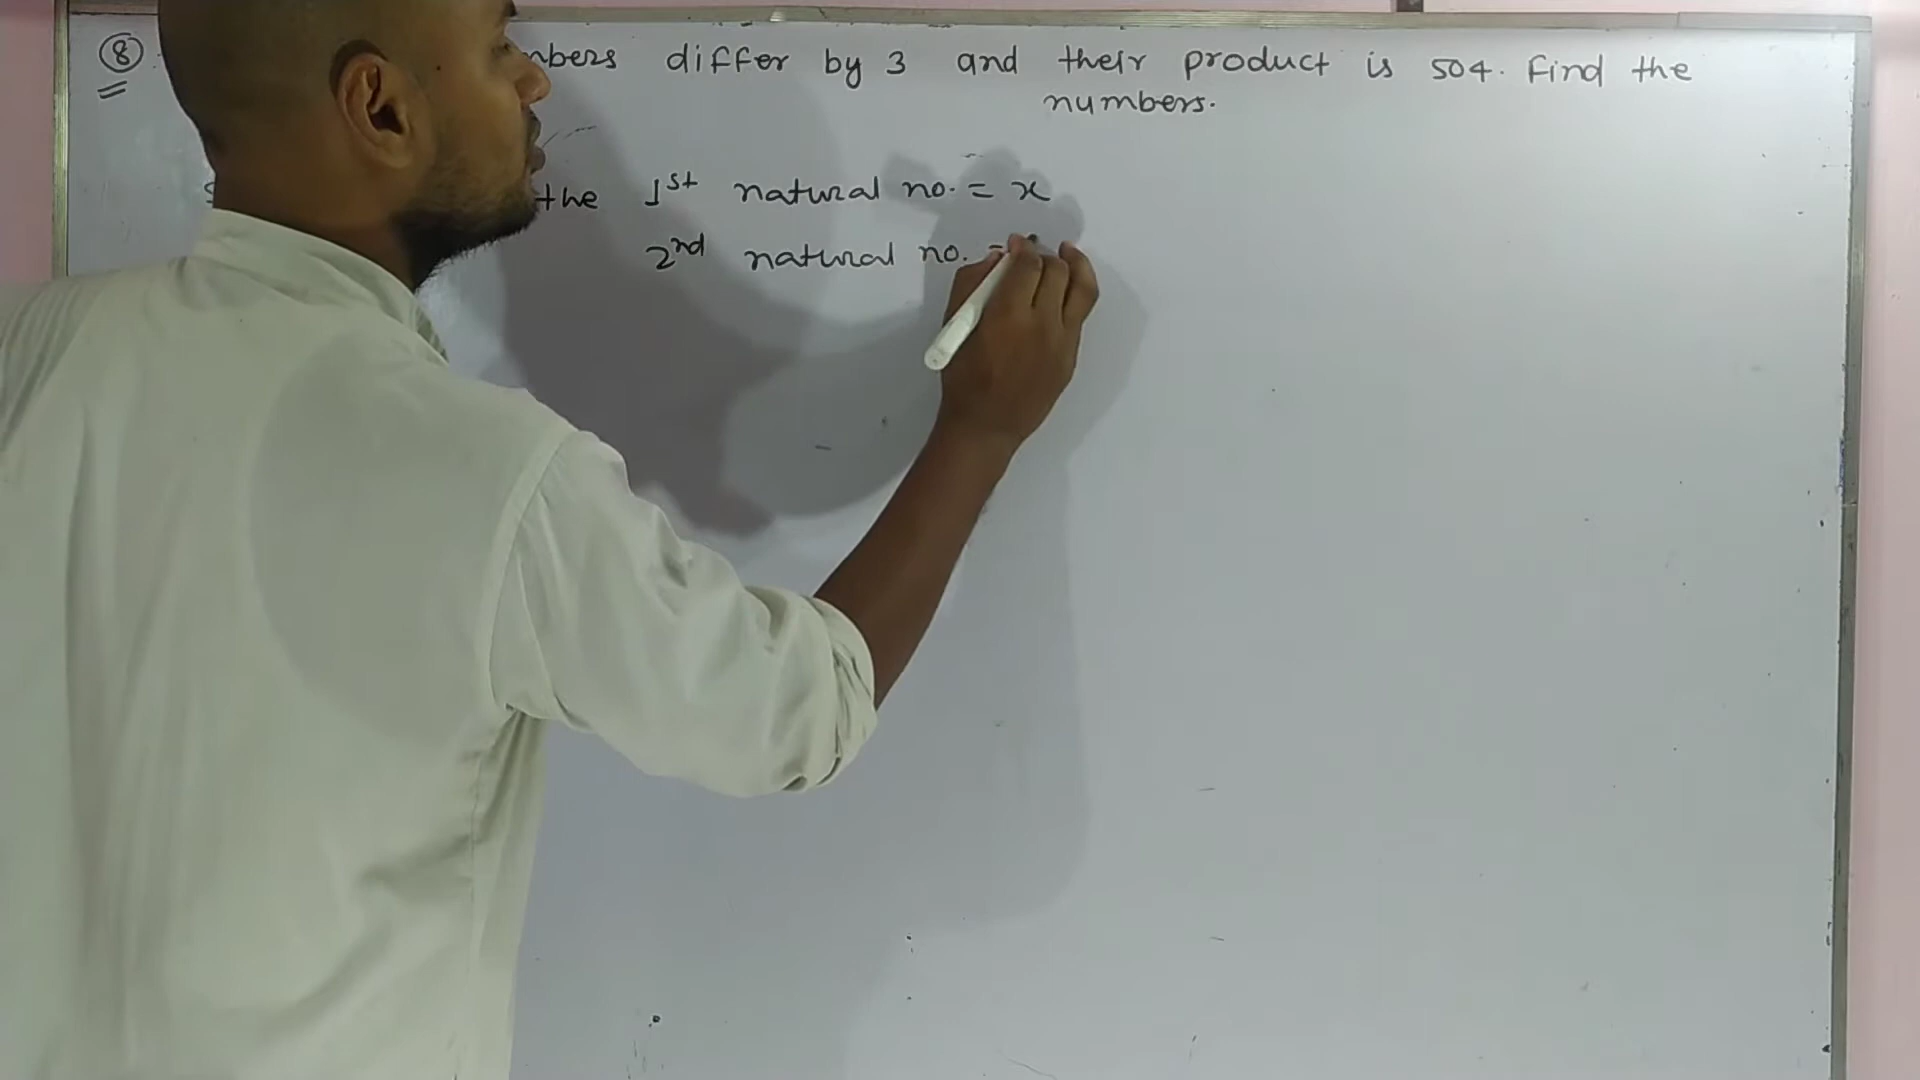 ⑧ differ by 3 and their product is 504. Find the
numbers.
the 1st natural no. = x
2nd natural no. =